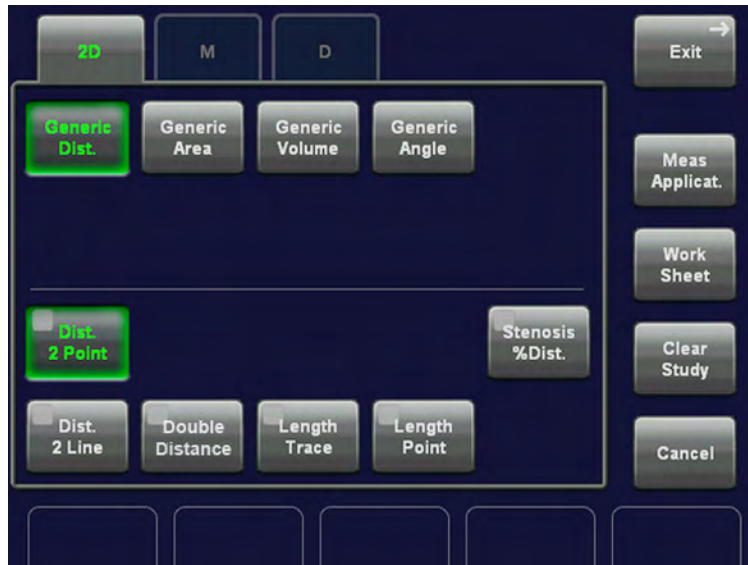 2D
M
D
Exit
Generic
Dist.
Generic
Area
Generic
Volume
Generic
Angle
Meas
Applicat.
Work
Sheet
Dist.
2 Point
Stenosis
%Dist.
Clear
Study
Dist.
2 Line
Double
Distance
Length
Trace
Length
Point
Cancel